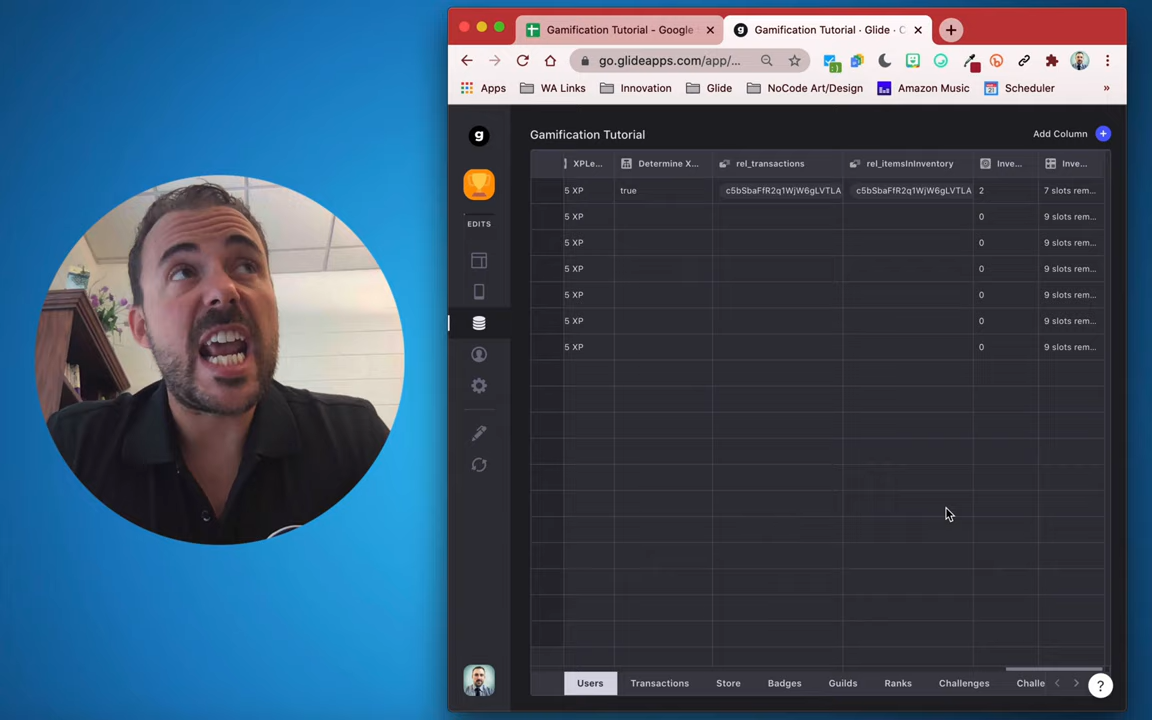 Gamification Tutorial - Google
Gamification Tutorial · Glide · C
go.glideapps.com/app/...
Apps
WA Links
Innovation
Glide
NoCode Art/Design
Amazon Music
Scheduler
»
g
Gamification Tutorial
Add Column
EDITS
XPLe... Determine X... rel_transactions rel_itemsInInventory Inve... Inve...
5 XP true c5bSbaFfR2q1WjW6gLVTLA c5bSbaFfR2q1WjW6gLVTLA 2 7 slots rem...
5 XP 0 9 slots rem...
5 XP 0 9 slots rem...
5 XP 0 9 slots rem...
5 XP 0 9 slots rem...
5 XP 0 9 slots rem...
5 XP 0 9 slots rem...
Users Transactions Store Badges Guilds Ranks Challenges Challe
?